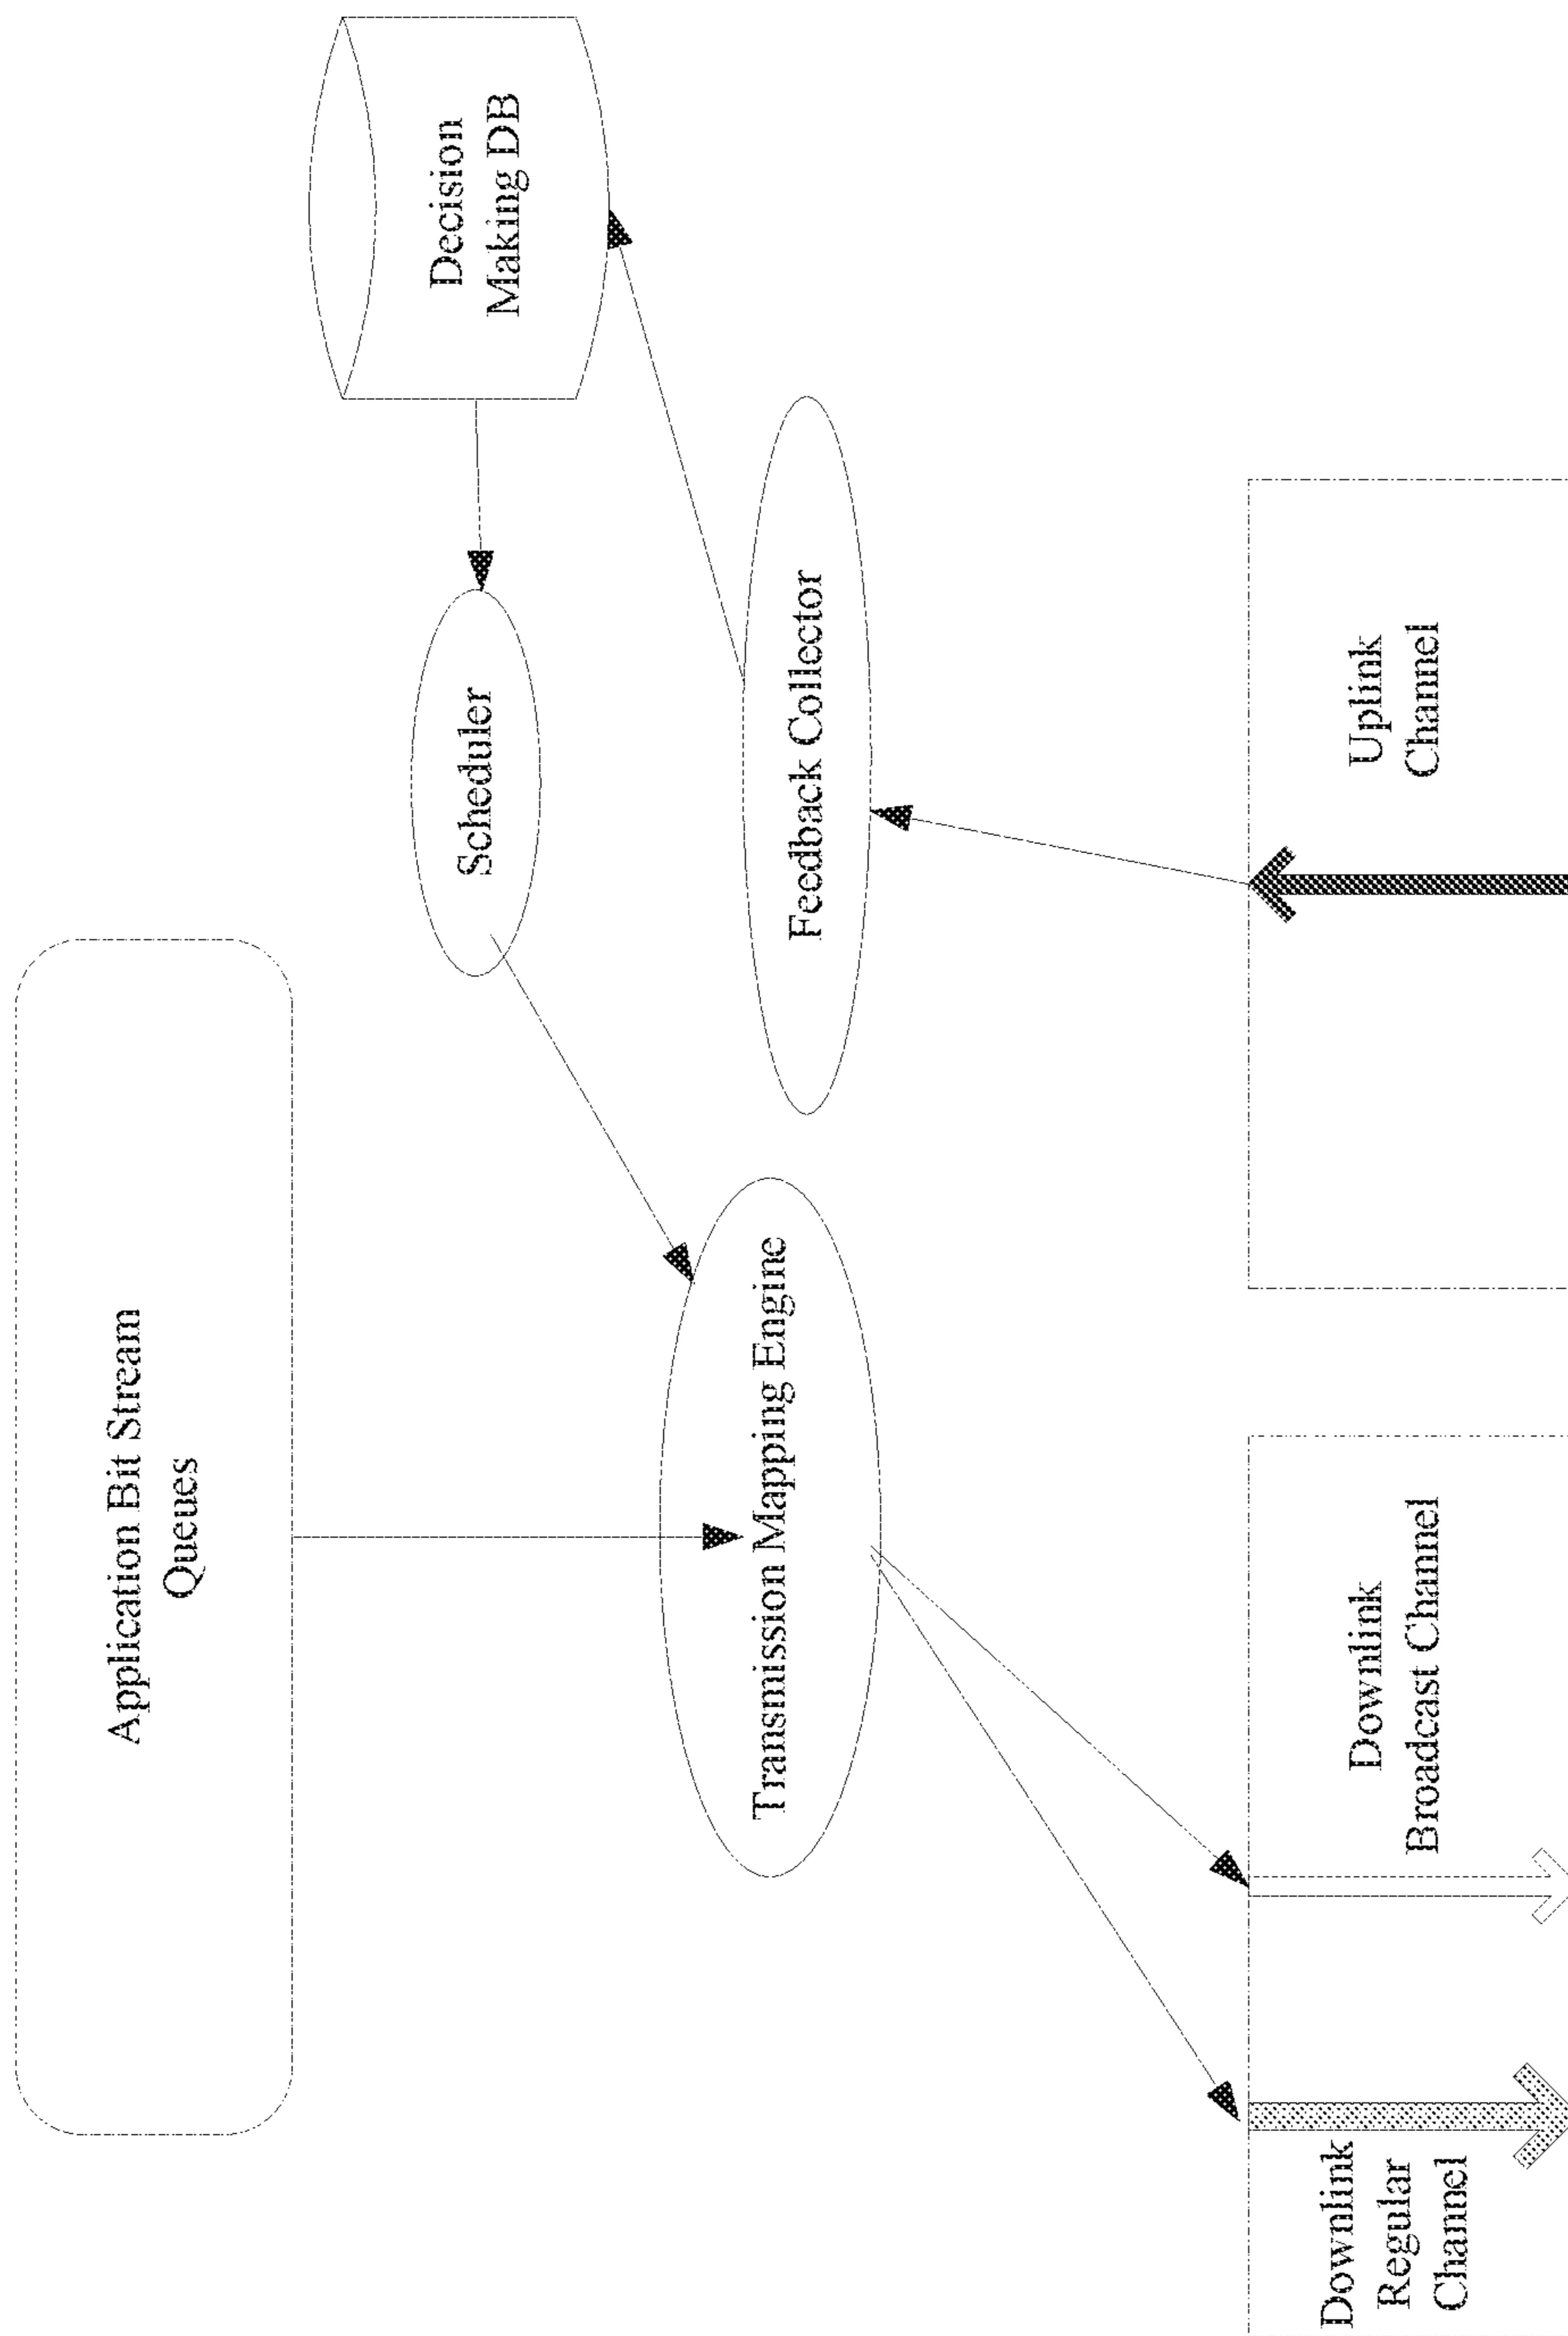 Application Bit Stream
Queues
Decision
Making DB
Scheduler
Transmission Mapping Engine
Feedback Collector
Downlink
Regular
Channel
Downlink
Broadcast Channel
Uplink
Channel